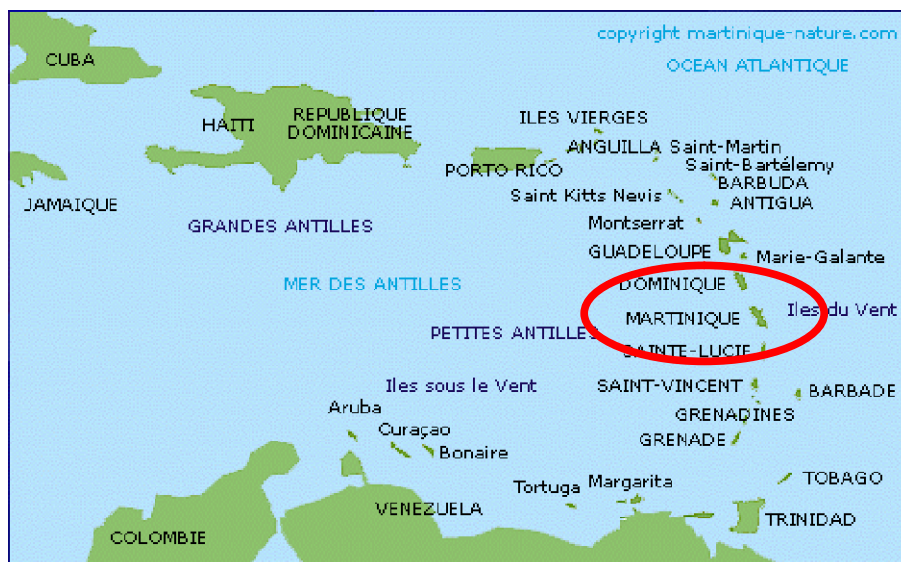 copyright martinique-nature.com
CUBA
OCEAN ATLANTIQUE
HAITI
REPUBLIQUE
DOMINICAINE
ILES VIERGES
ANGUILLA
Saint-Martin
PORTO RICO
Saint-Bartélemy
BARBUDA
Saint Kitts Nevis
ANTIGUA
JAMAIQUE
GRANDES ANTILLES
Montserrat
GUADELOUPE
Marie-Galante
MER DES ANTILLES
DOMINIQUE
Iles du Vent
MARTINIQUE
PETITES ANTILLES
SAINTE-LUCIE
Iles sous le Vent
SAINT-VINCENT
BARBADE
Aruba
GRENADINES
Curaçao
GRENADE
Bonaire
Tortuga
Margarita
TOBAGO
VENEZUELA
TRINIDAD
COLOMBIE